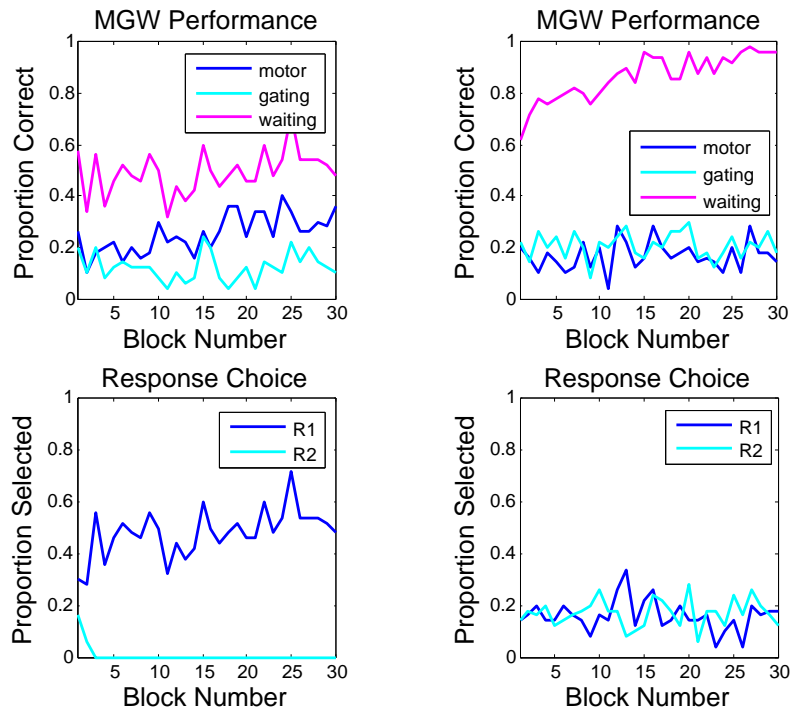 MGW Performance
Proportion Correct
1
0.8
0.6
0.4
0.2
0
motor
gating
waiting
5 10 15 20 25 30
Block Number
MGW Performance
Proportion Correct
1
0.8
0.6
0.4
0.2
0
motor
gating
waiting
5 10 15 20 25 30
Block Number
Response Choice
Proportion Selected
1
0.8
0.6
0.4
0.2
0
R1
R2
5 10 15 20 25 30
Block Number
Response Choice
Proportion Selected
1
0.8
0.6
0.4
0.2
0
R1
R2
5 10 15 20 25 30
Block Number